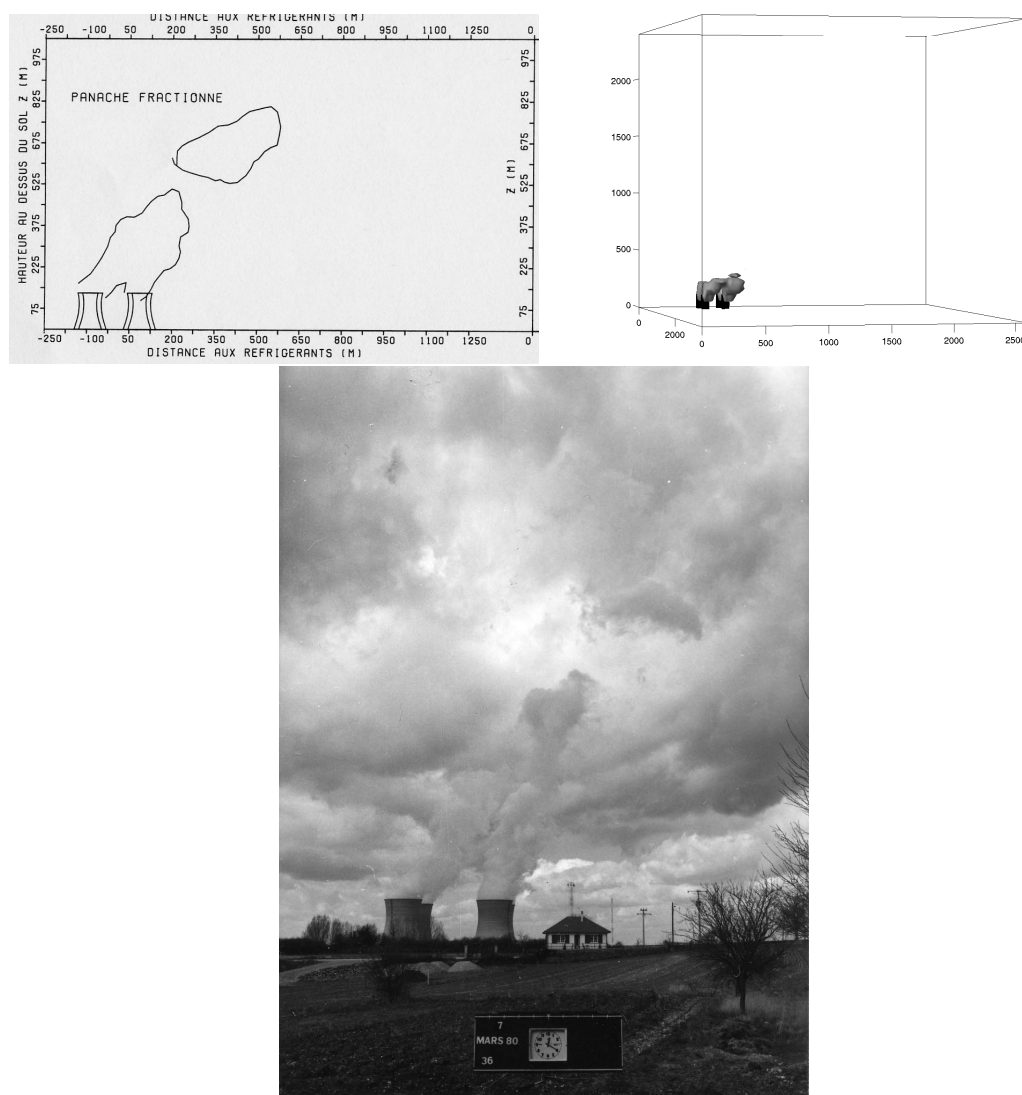 DISTANCE AUX REFRIGERANTS (M)
-250 -100 50 200 350 500 650 800 950 1100 1250 0
HAUTEUR AU DESSUS DU SOL Z (M)
975
825
675
525
375
225
75
PANACHE FRACTIONNE
Z (M)
975
825
675
525
375
225
75
-250 -100 50 200 350 500 650 800 950 1100 1250 0
DISTANCE AUX REFRIGERANTS (M)
2000
1500
1000
500
0
0
2000
0 500 1000 1500 2000 2500
7
MARS 80
36